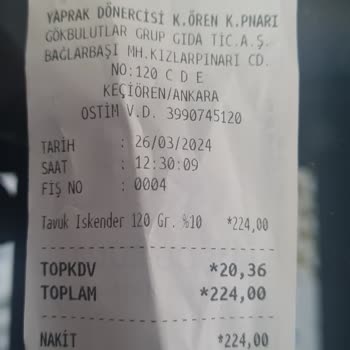 YAPRAK DÖNERCİSİ K.ÖREN K.PNARI
GÖKBULUTLAR GRUP GIDA TİC.A.Ş.
BAĞLARBAŞI MH.KIZLARPINARI CD.
NO:120 C D E
KEÇİÖREN/ANKARA
OSTİM V.D. 3990745120
TARİH : 26/03/2024
SAAT : 12:30:09
FİŞ NO : 0004
Tavuk Iskender 120 Gr. %10 *224,00
TOPKDV *20,36
TOPLAM *224,00
NAKİT *224,00